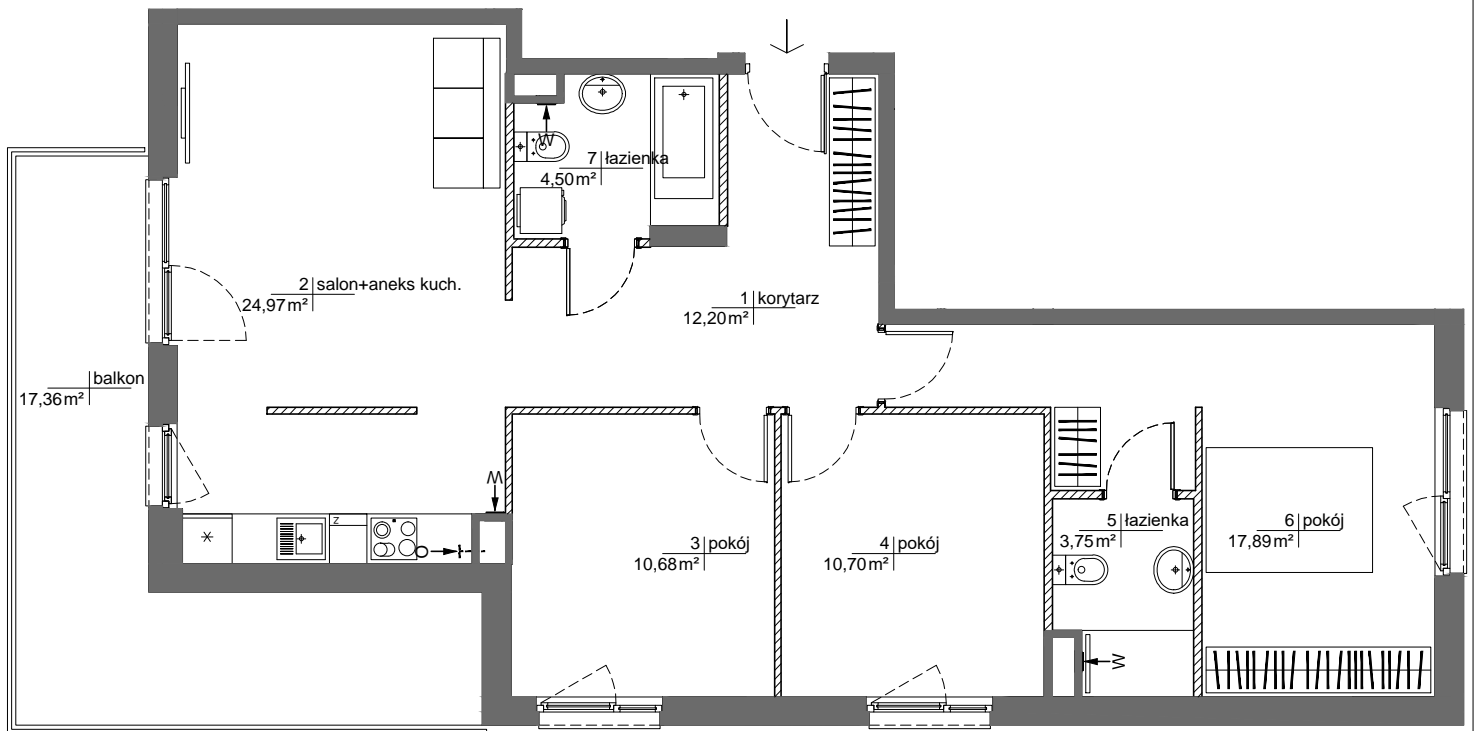 W
7 łazienka
4,50 m²
2 salon+aneks kuch.
24,97 m²
1 korytarz
12,20 m²
balkon
17,36 m²
W
Z
O
3 pokój
10,68 m²
4 pokój
10,70 m²
5 łazienka
3,75 m²
6 pokój
17,89 m²
W